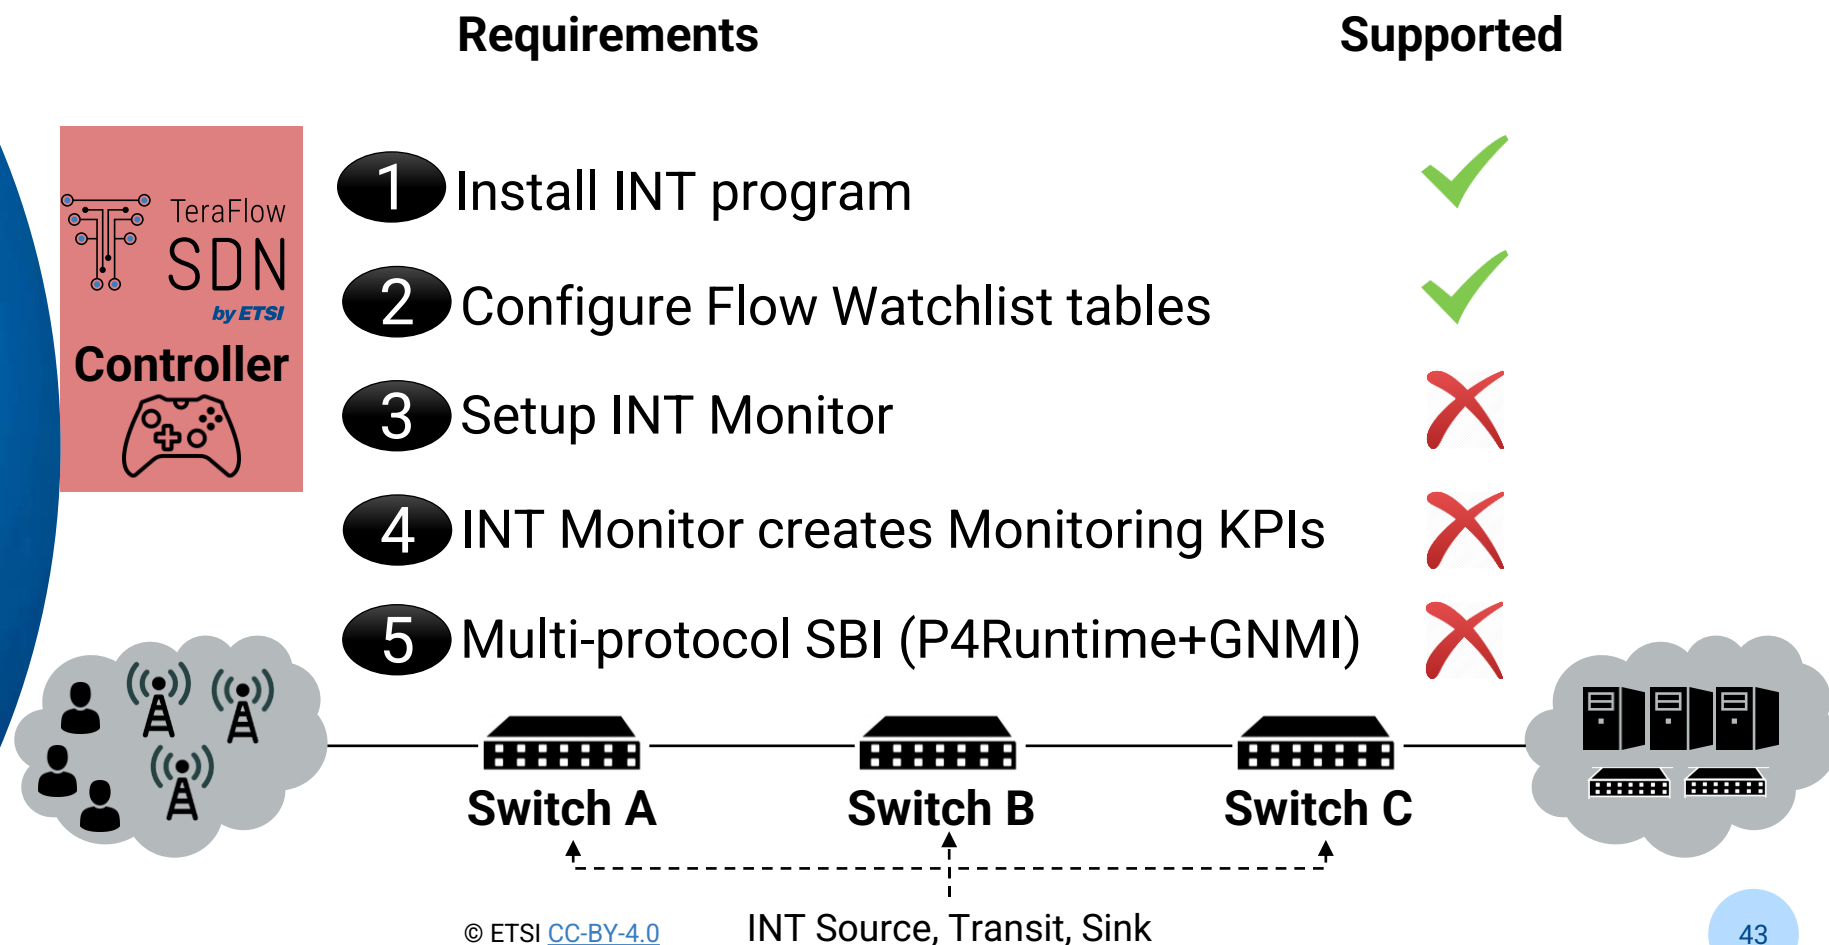 Requirements
Supported
TeraFlow
SDN
by ETSI
Controller
1 Install INT program
2 Configure Flow Watchlist tables
3 Setup INT Monitor
4 INT Monitor creates Monitoring KPIs
5 Multi-protocol SBI (P4Runtime+GNMI)
Switch A
Switch B
Switch C
INT Source, Transit, Sink
© ETSI CC-BY-4.0
43